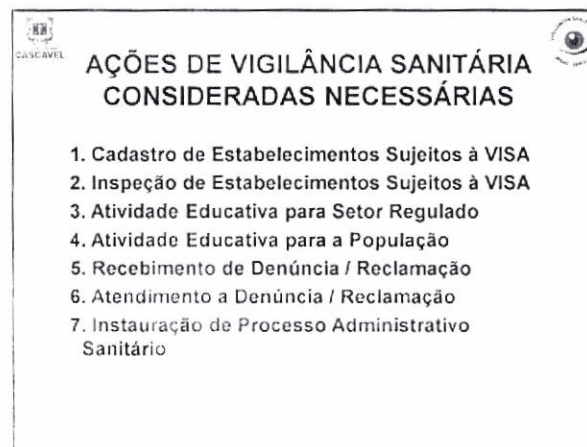 CASCAVEL
AÇÕES DE VIGILÂNCIA SANITÁRIA
CONSIDERADAS NECESSÁRIAS
1. Cadastro de Estabelecimentos Sujeitos à VISA
2. Inspeção de Estabelecimentos Sujeitos à VISA
3. Atividade Educativa para Setor Regulado
4. Atividade Educativa para a População
5. Recebimento de Denúncia / Reclamação
6. Atendimento a Denúncia / Reclamação
7. Instauração de Processo Administrativo
Sanitário